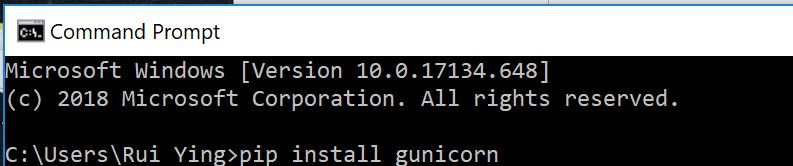 C:\. Command Prompt
Microsoft Windows [Version 10.0.17134.648]
(c) 2018 Microsoft Corporation. All rights reserved.
C:\Users\Rui Ying>pip install gunicorn